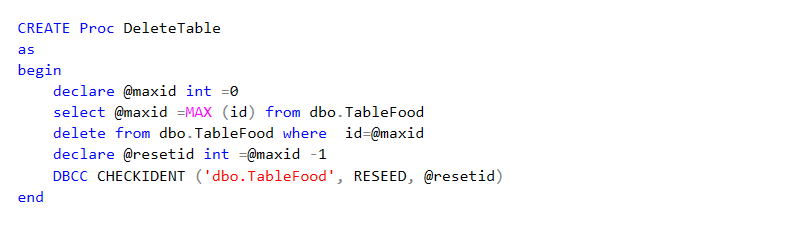 CREATE Proc DeleteTable
as
begin
    declare @maxid int =0
    select @maxid =MAX (id) from dbo.TableFood
    delete from dbo.TableFood where  id=@maxid
    declare @resetid int =@maxid -1
    DBCC CHECKIDENT ('dbo.TableFood', RESEED, @resetid)
end